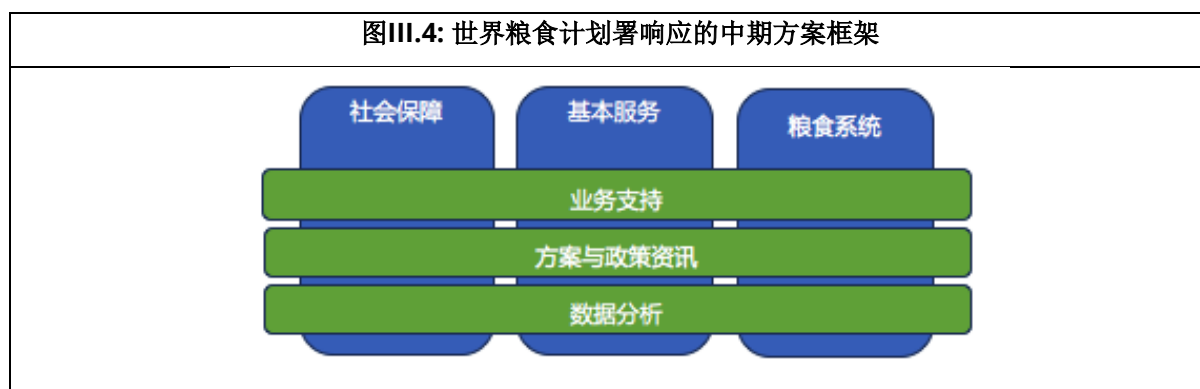 图III.4: 世界粮食计划署响应的中期方案框架
社会保障
基本服务
粮食系统
业务支持
方案与政策资讯
数据分析